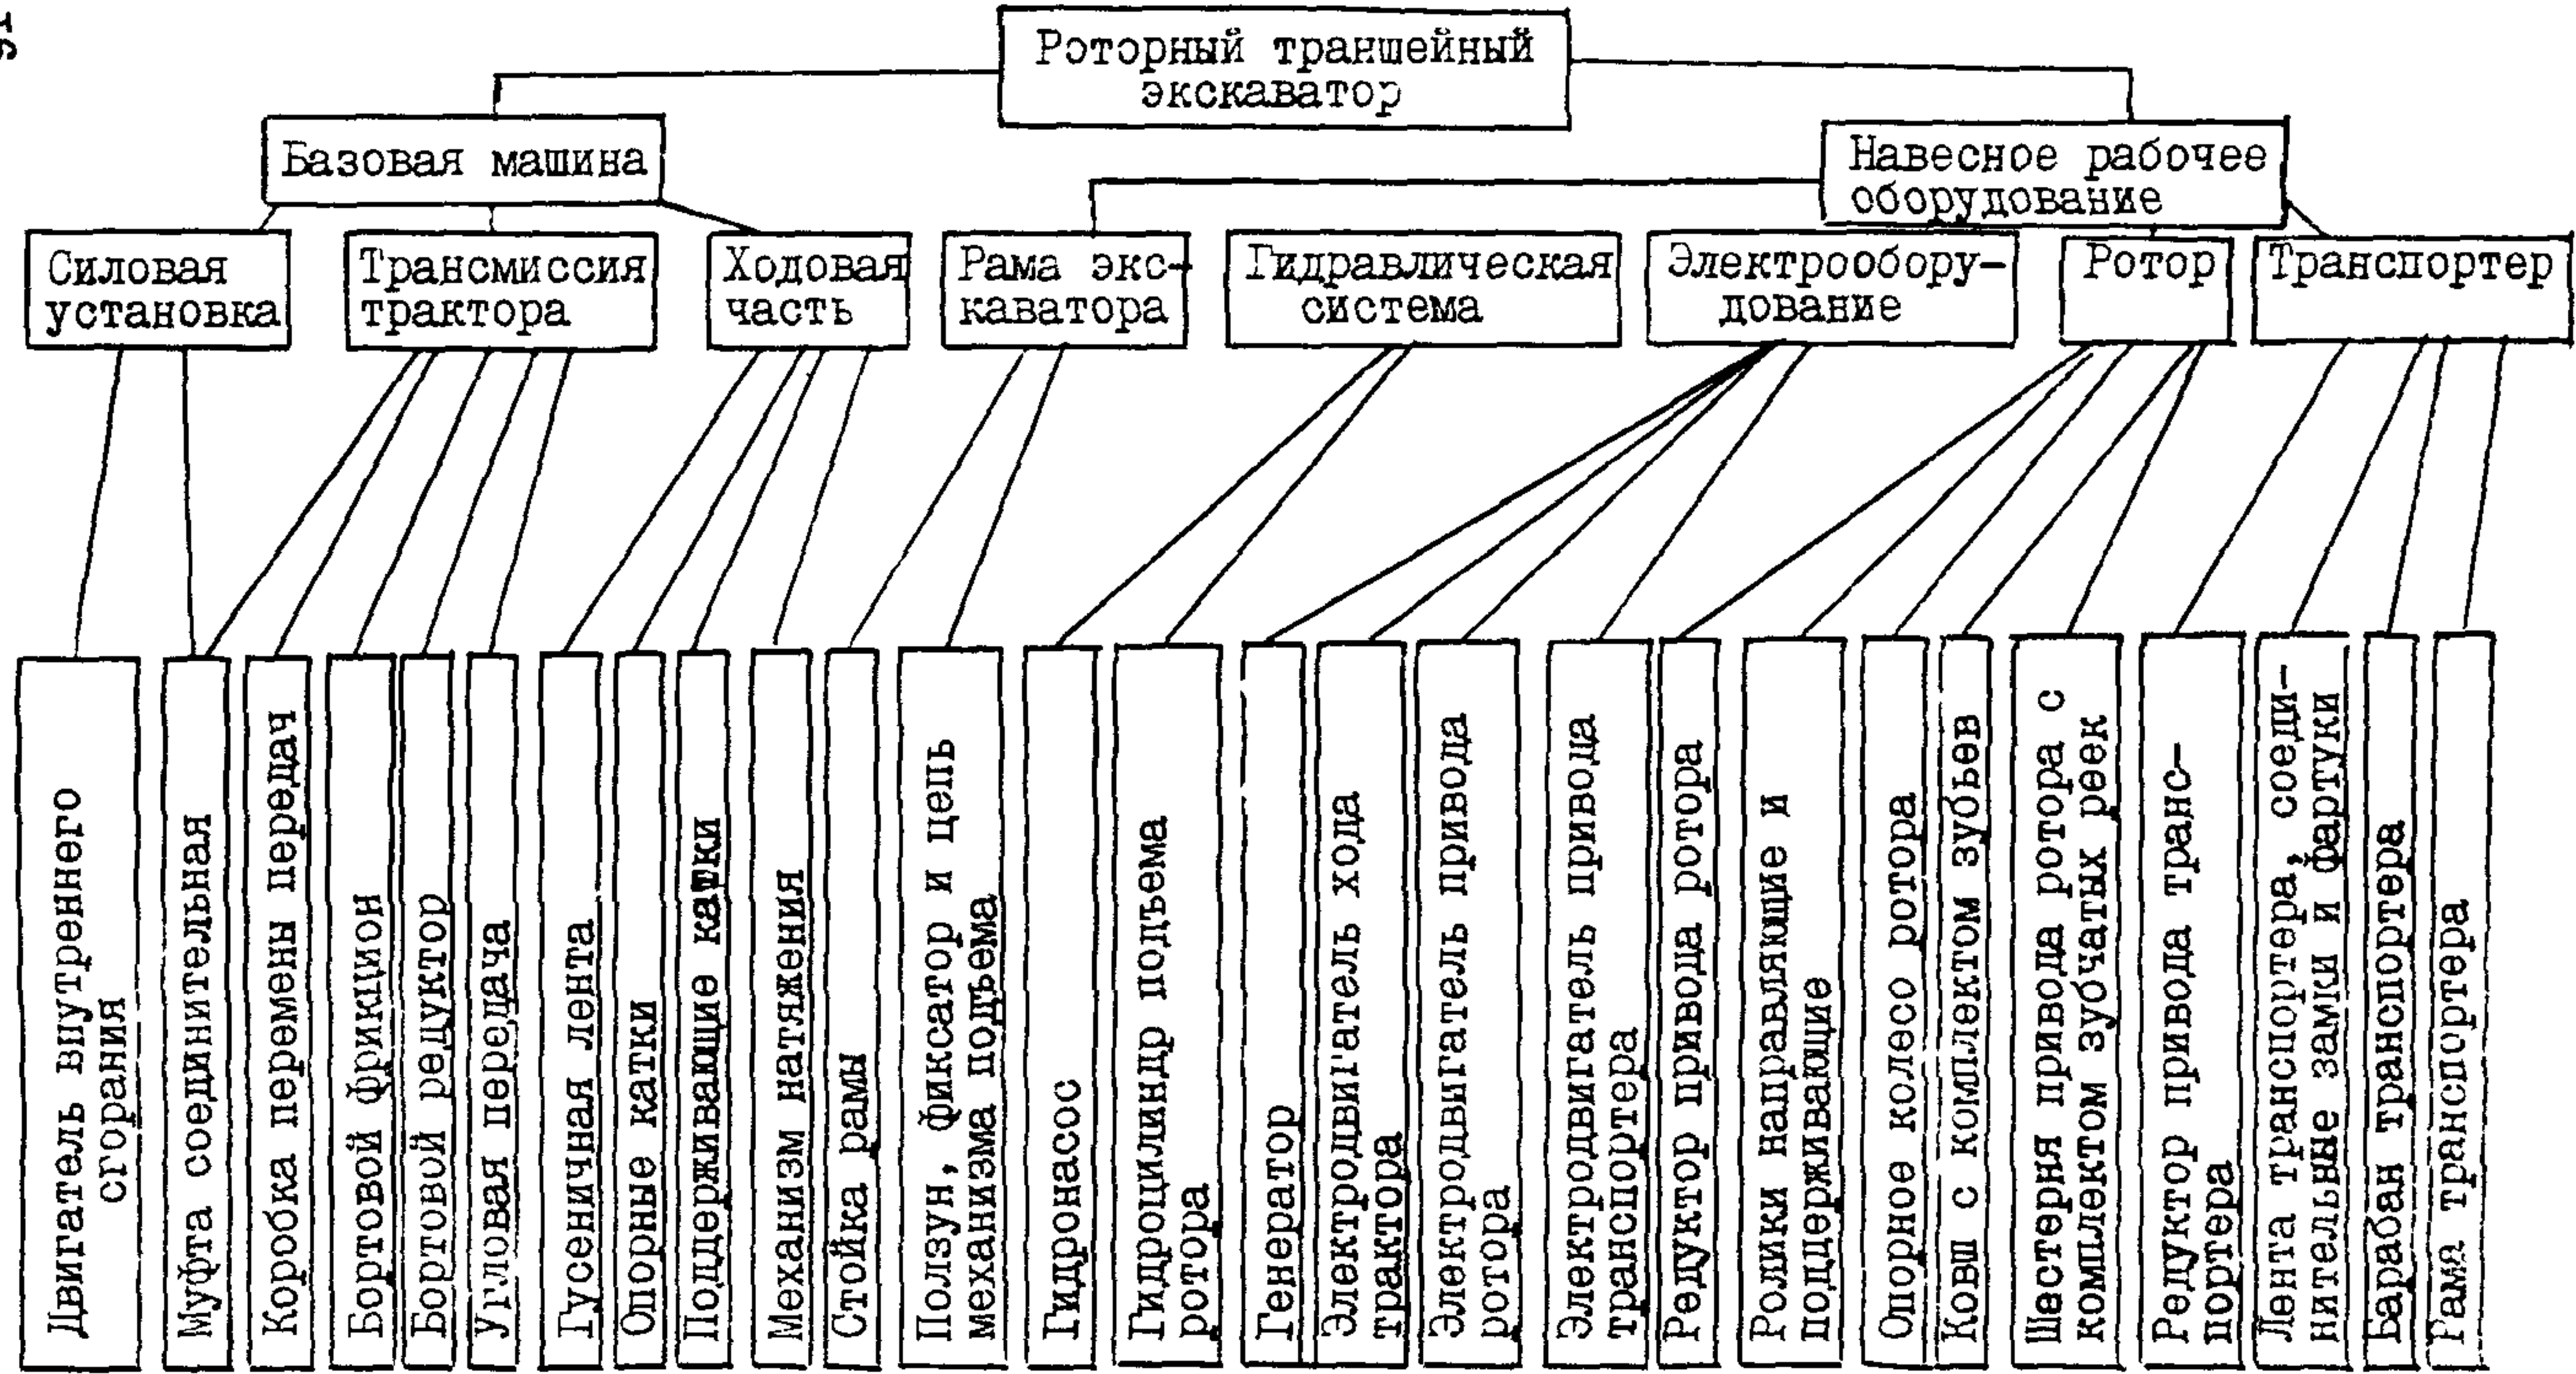 91
Роторный траншейный
экскаватор
Базовая машина
Навесное рабочее
оборудование
Силовая
установка
Трансмиссия
трактора
Ходовая
часть
Рама экс-
каватора
Гидравлическая
система
Электрообору-
дование
Ротор
Транспортер
Двигатель внутреннего
сгорания
Муфта соединительная
Коробка перемены передач
Бортовой фрикцион
Бортовой редуктор
Угловая передача
Гусеничная лента
Опорные катки
Поддерживающие катки
Механизм натяжения
Стойка рамы
Ползун, фиксатор и цепь
механизма подъема
Гидронасос
Гидроцилиндр подъема
ротора
Генератор
Электродвигатель хода
трактора
Электродвигатель привода
ротора
Электродвигатель привода
транспортера
Редуктор привода ротора
Ролики направляющие и
поддерживающие
Опорное колесо ротора
Ковш с комплектом зубьев
Шестерня привода ротора с
комплектом зубчатых реек
Редуктор привода транс-
портера
Лента транспортера, соеди-
нительные замки и фартуки
Барабан транспортера
Рама транспортера